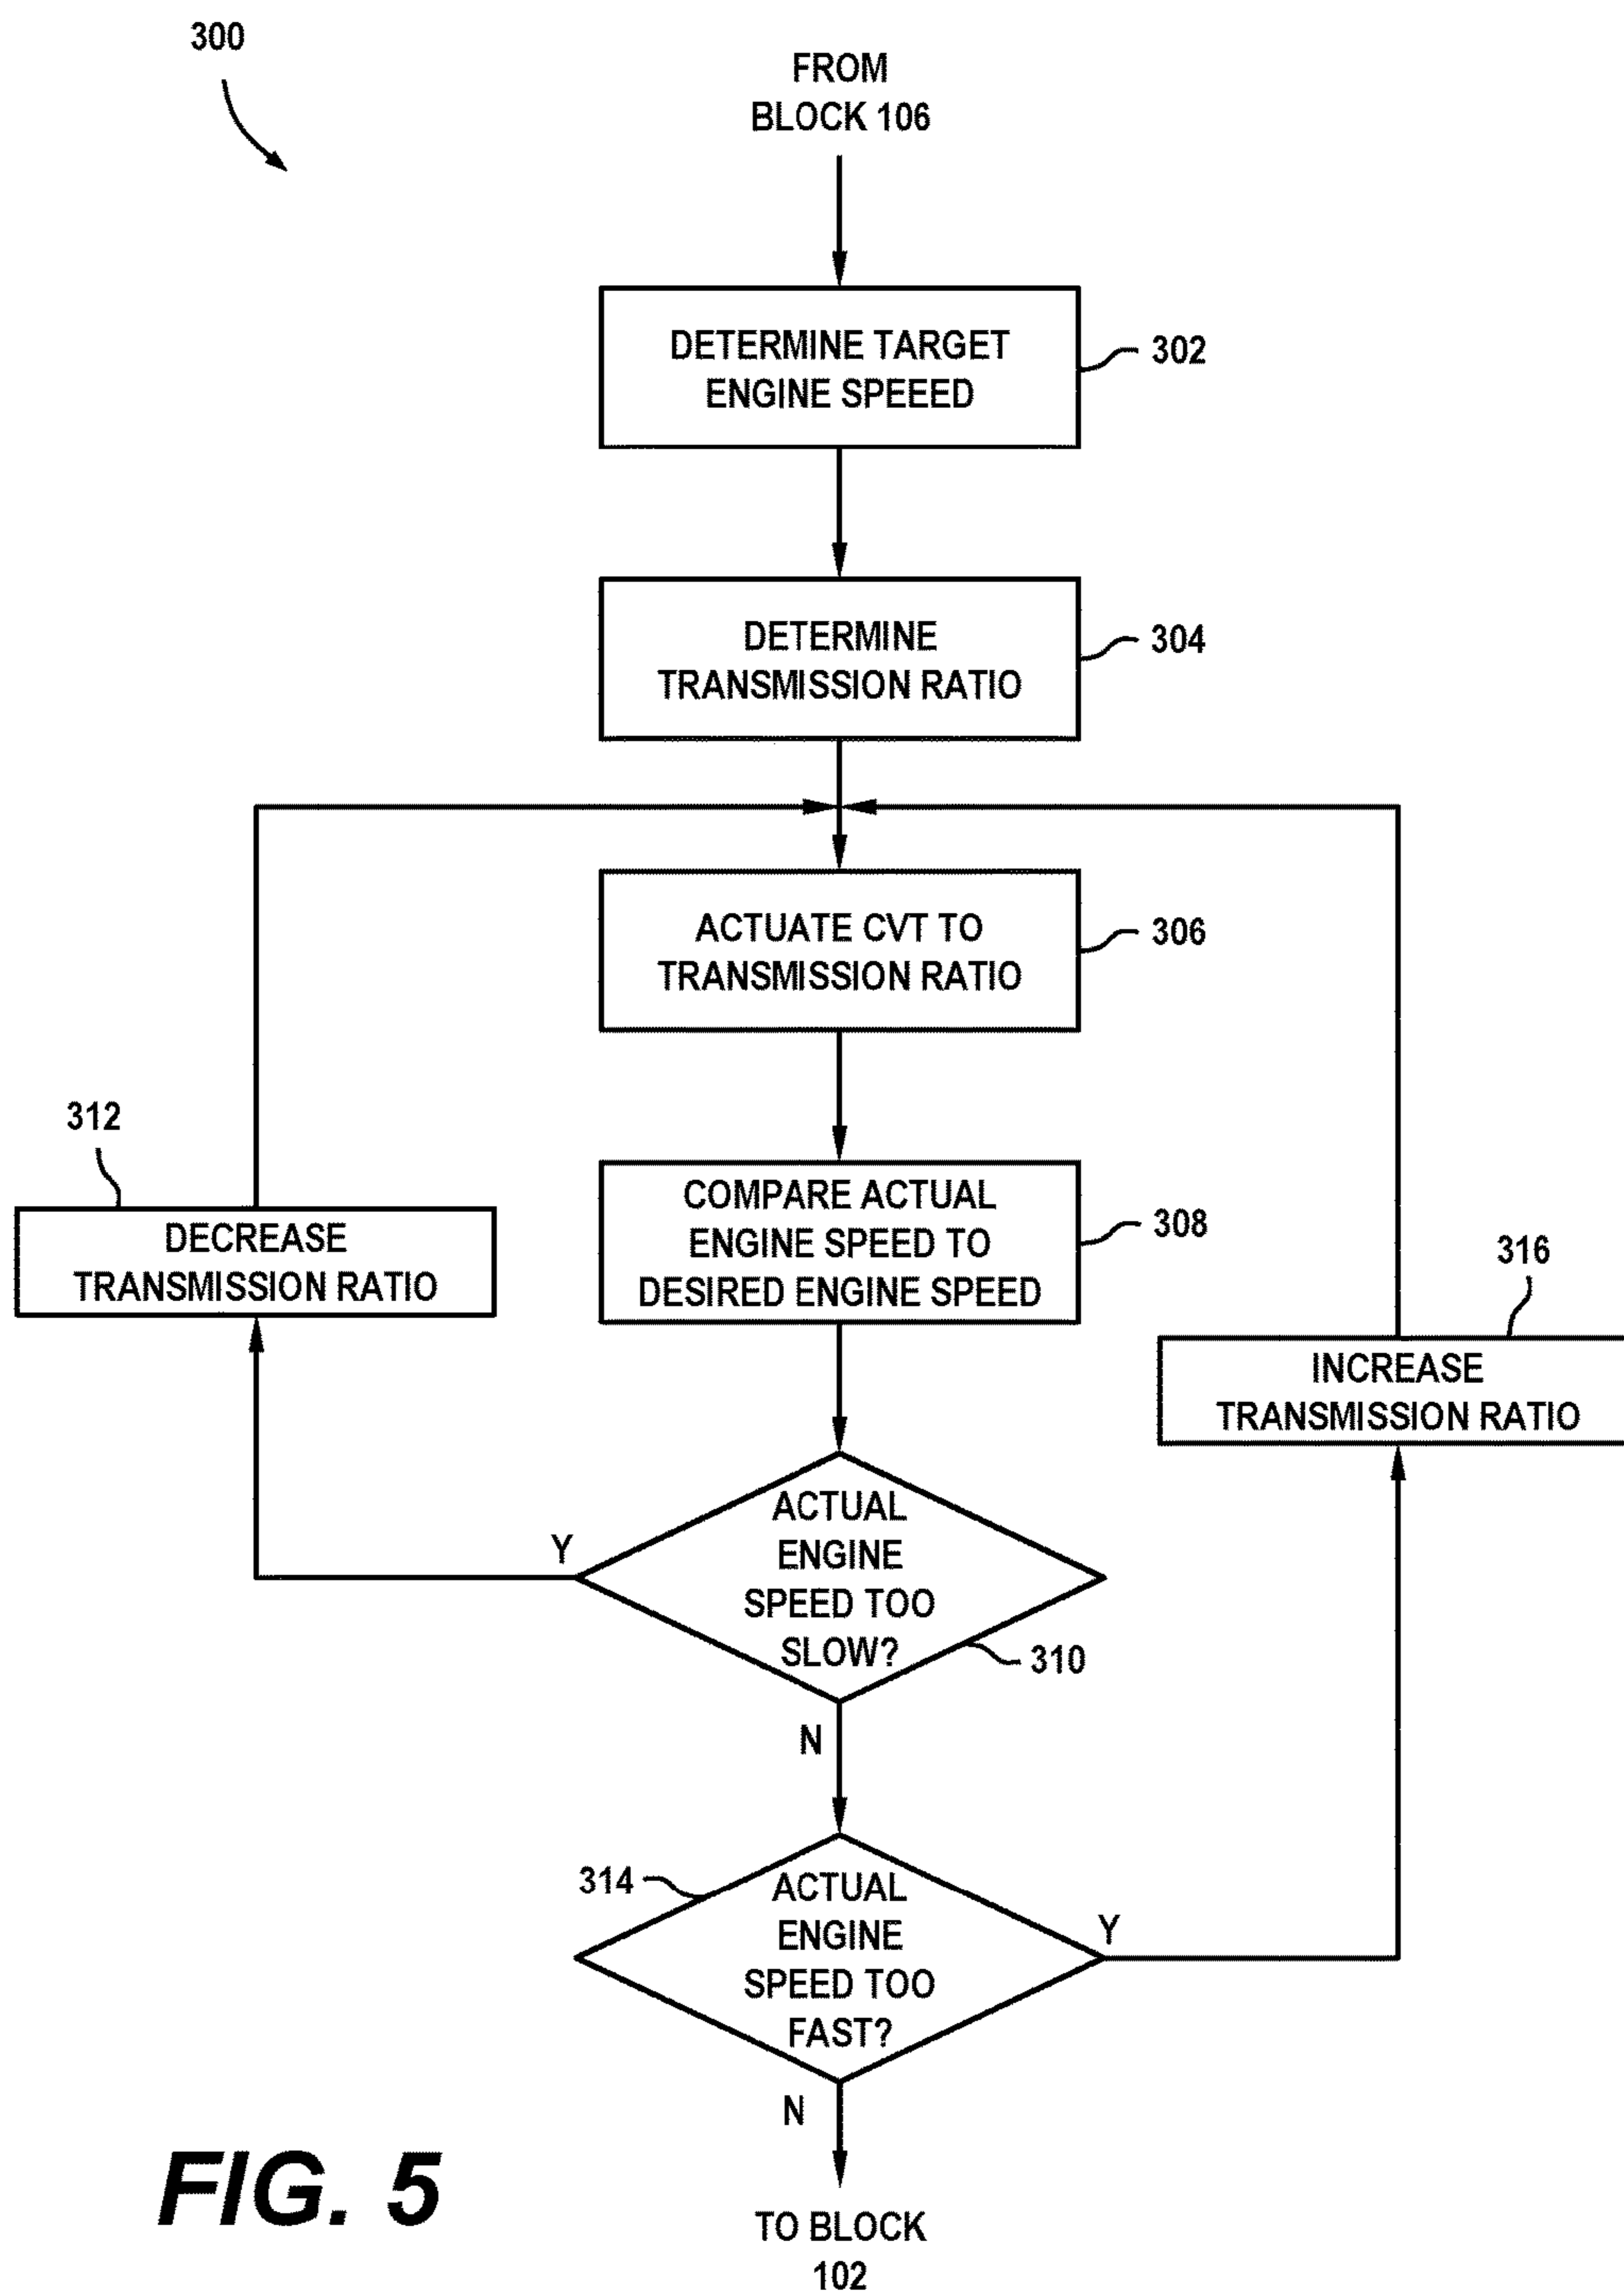 300
FROM
BLOCK 106
DETERMINE TARGET
ENGINE SPEEED
302
DETERMINE
TRANSMISSION RATIO
304
ACTUATE CVT TO
TRANSMISSION RATIO
306
312
DECREASE
TRANSMISSION RATIO
COMPARE ACTUAL
ENGINE SPEED TO
DESIRED ENGINE SPEED
308
316
INCREASE
TRANSMISSION RATIO
ACTUAL
ENGINE
SPEED TOO
SLOW?
Y
310
N
314
ACTUAL
ENGINE
SPEED TOO
FAST?
Y
N
FIG. 5
TO BLOCK
102